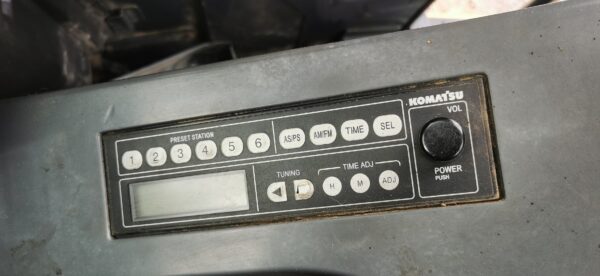 KOMATSU
PRESET STATION
1 2 3 4 5 6
AS/PS AM/FM TIME SEL
VOL
TUNING
TIME ADJ
H M ADJ
POWER
PUSH